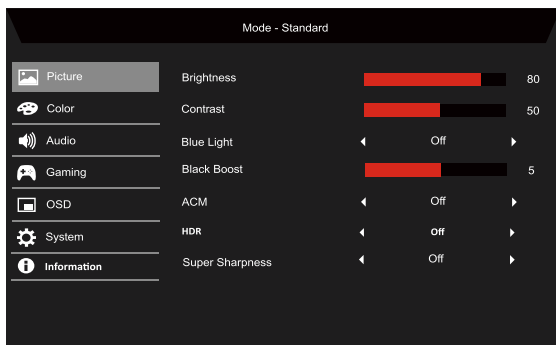 Mode - Standard
Picture
Brightness 80
Color
Contrast 50
Audio
Blue Light Off
Gaming
Black Boost 5
OSD
ACM Off
System
HDR Off
Information
Super Sharpness Off